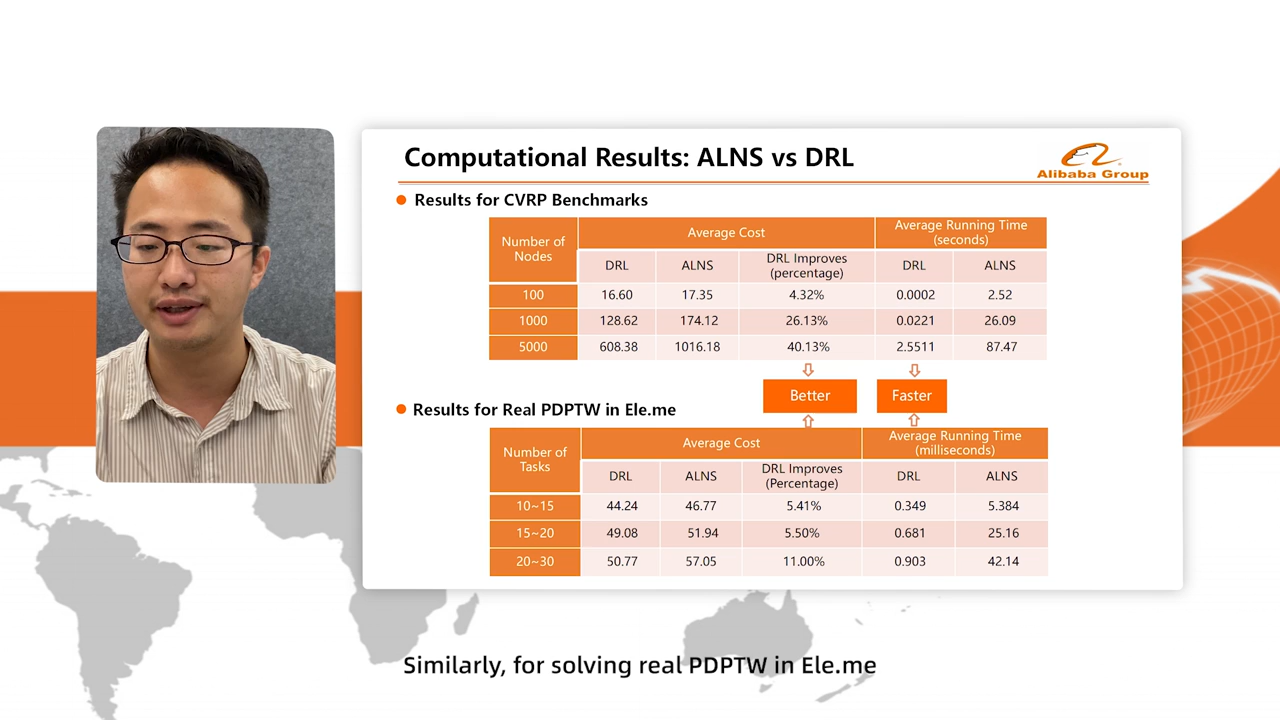 Computational Results: ALNS vs DRL
Alibaba Group
Results for CVRP Benchmarks
Number of Nodes
Average Cost
Average Running Time (seconds)
DRL
ALNS
DRL Improves (percentage)
DRL
ALNS
100 16.60 17.35 4.32% 0.0002 2.52
1000 128.62 174.12 26.13% 0.0221 26.09
5000 608.38 1016.18 40.13% 2.5511 87.47
Better
Faster
Results for Real PDPTW in Ele.me
Number of Tasks
Average Cost
Average Running Time (milliseconds)
DRL
ALNS
DRL Improves (Percentage)
DRL
ALNS
10~15 44.24 46.77 5.41% 0.349 5.384
15~20 49.08 51.94 5.50% 0.681 25.16
20~30 50.77 57.05 11.00% 0.903 42.14
Similarly, for solving real PDPTW in Ele.me